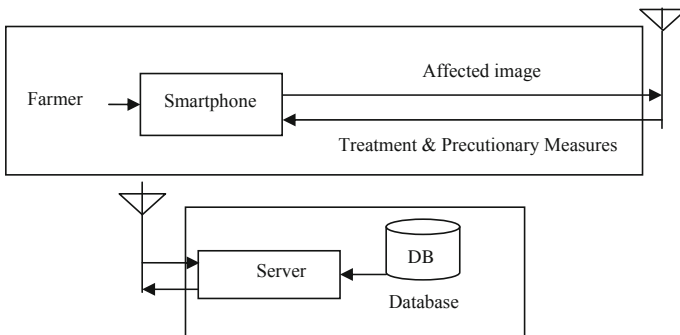 Affected image
Farmer
Smartphone
Treatment & Precutionary Measures
Server
DB
Database